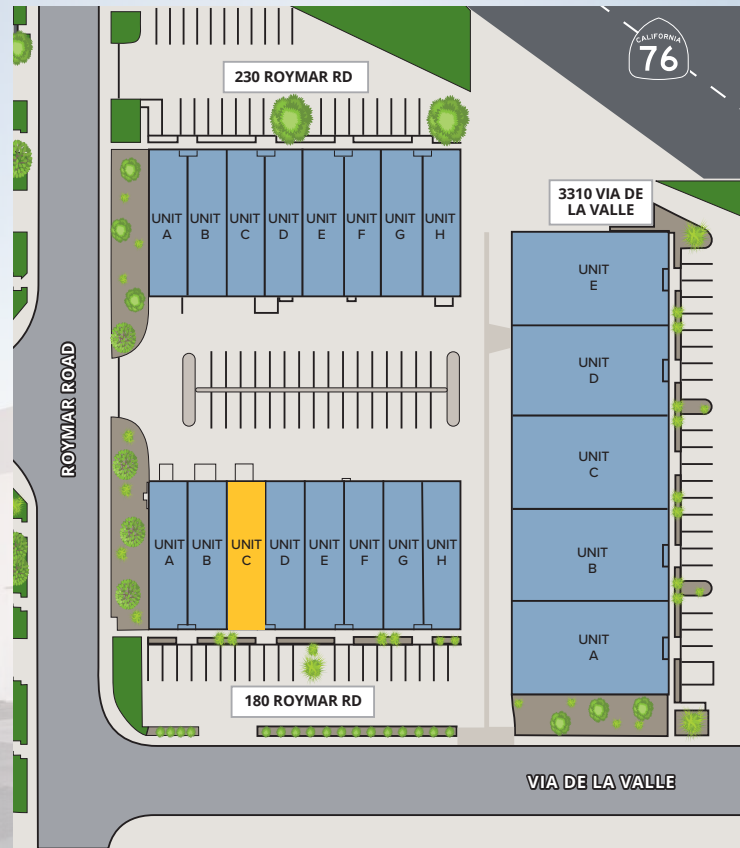 CALIFORNIA
76
230 ROYMAR RD
UNIT A
UNIT B
UNIT C
UNIT D
UNIT E
UNIT F
UNIT G
UNIT H
3310 VIA DE
LA VALLE
UNIT
E
UNIT
D
UNIT
C
UNIT
B
UNIT
A
ROYMAR ROAD
UNIT A
UNIT B
UNIT C
UNIT D
UNIT E
UNIT F
UNIT G
UNIT H
180 ROYMAR RD
VIA DE LA VALLE